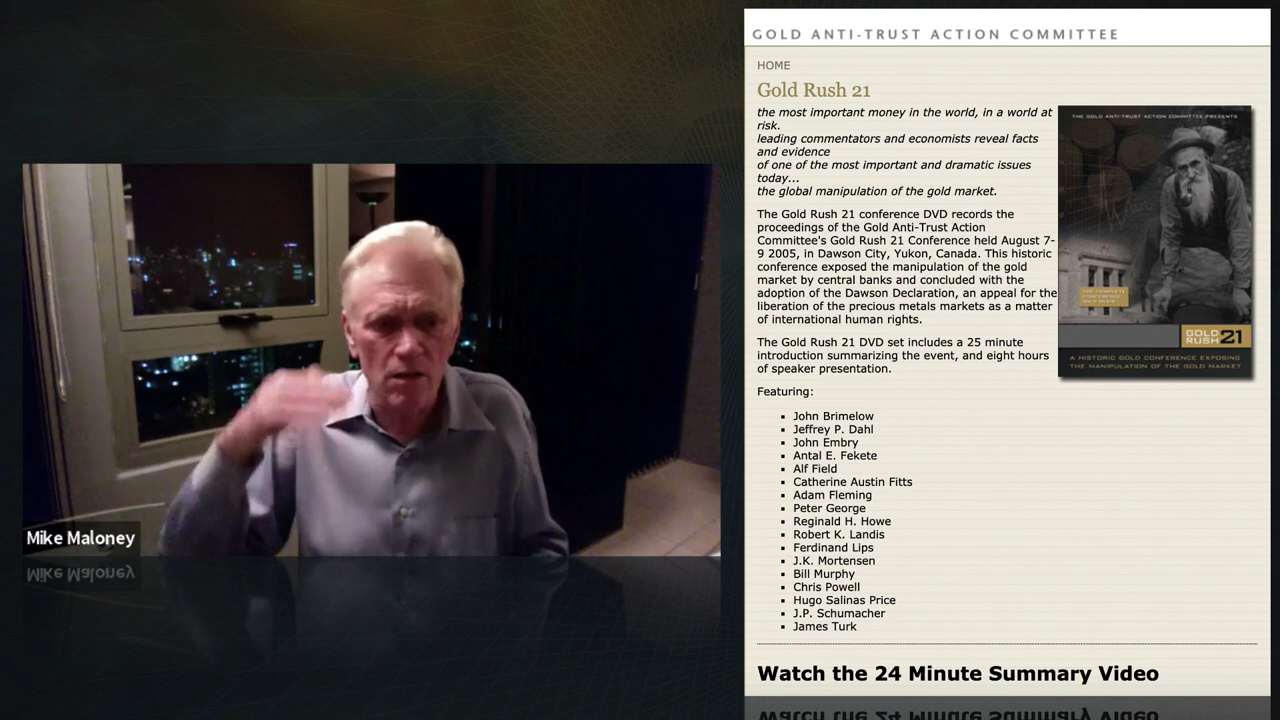 GOLD ANTI-TRUST ACTION COMMITTEE
HOME
Gold Rush 21
the most important money in the world, in a world at
risk.
leading commentators and economists reveal facts
and evidence
of one of the most important and dramatic issues
today...
the global manipulation of the gold market.
The Gold Rush 21 conference DVD records the
proceedings of the Gold Anti-Trust Action
Committee's Gold Rush 21 Conference held August 7-
9 2005, in Dawson City, Yukon, Canada. This historic
conference exposed the manipulation of the gold
market by central banks and concluded with the
adoption of the Dawson Declaration, an appeal for the
liberation of the precious metals markets as a matter
of international human rights.
The Gold Rush 21 DVD set includes a 25 minute
introduction summarizing the event, and eight hours
of speaker presentation.
THE GOLD ANTI-TRUST ACTION COMMITTEE PRESENTS
THE COMPLETE
CONFERENCE
GOLD
RUSH 21
A HISTORIC GOLD CONFERENCE EXPOSING
THE MANIPULATION OF THE GOLD MARKET
Featuring:
John Brimelow
Jeffrey P. Dahl
John Embry
Antal E. Fekete
Alf Field
Catherine Austin Fitts
Adam Fleming
Peter George
Reginald H. Howe
Robert K. Landis
Ferdinand Lips
J.K. Mortensen
Bill Murphy
Chris Powell
Hugo Salinas Price
J.P. Schumacher
James Turk
Watch the 24 Minute Summary Video
Mike Maloney